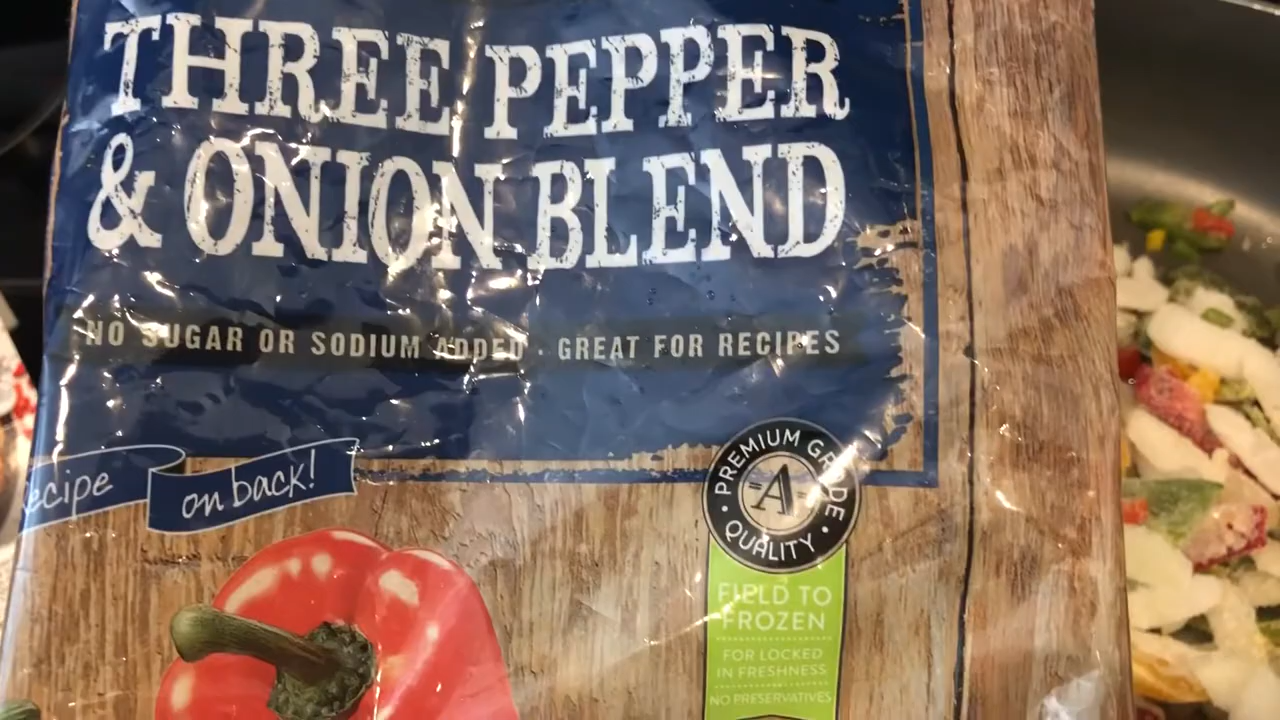 THREE PEPPER
& ONION BLEND
NO SUGAR OR SODIUM ADDED · GREAT FOR RECIPES
ecipe on back!
PREMIUM GRADE
A
• QUALITY •
FIELD TO
FROZEN
FOR LOCKED
IN FRESHNESS
NO PRESERVATIVES